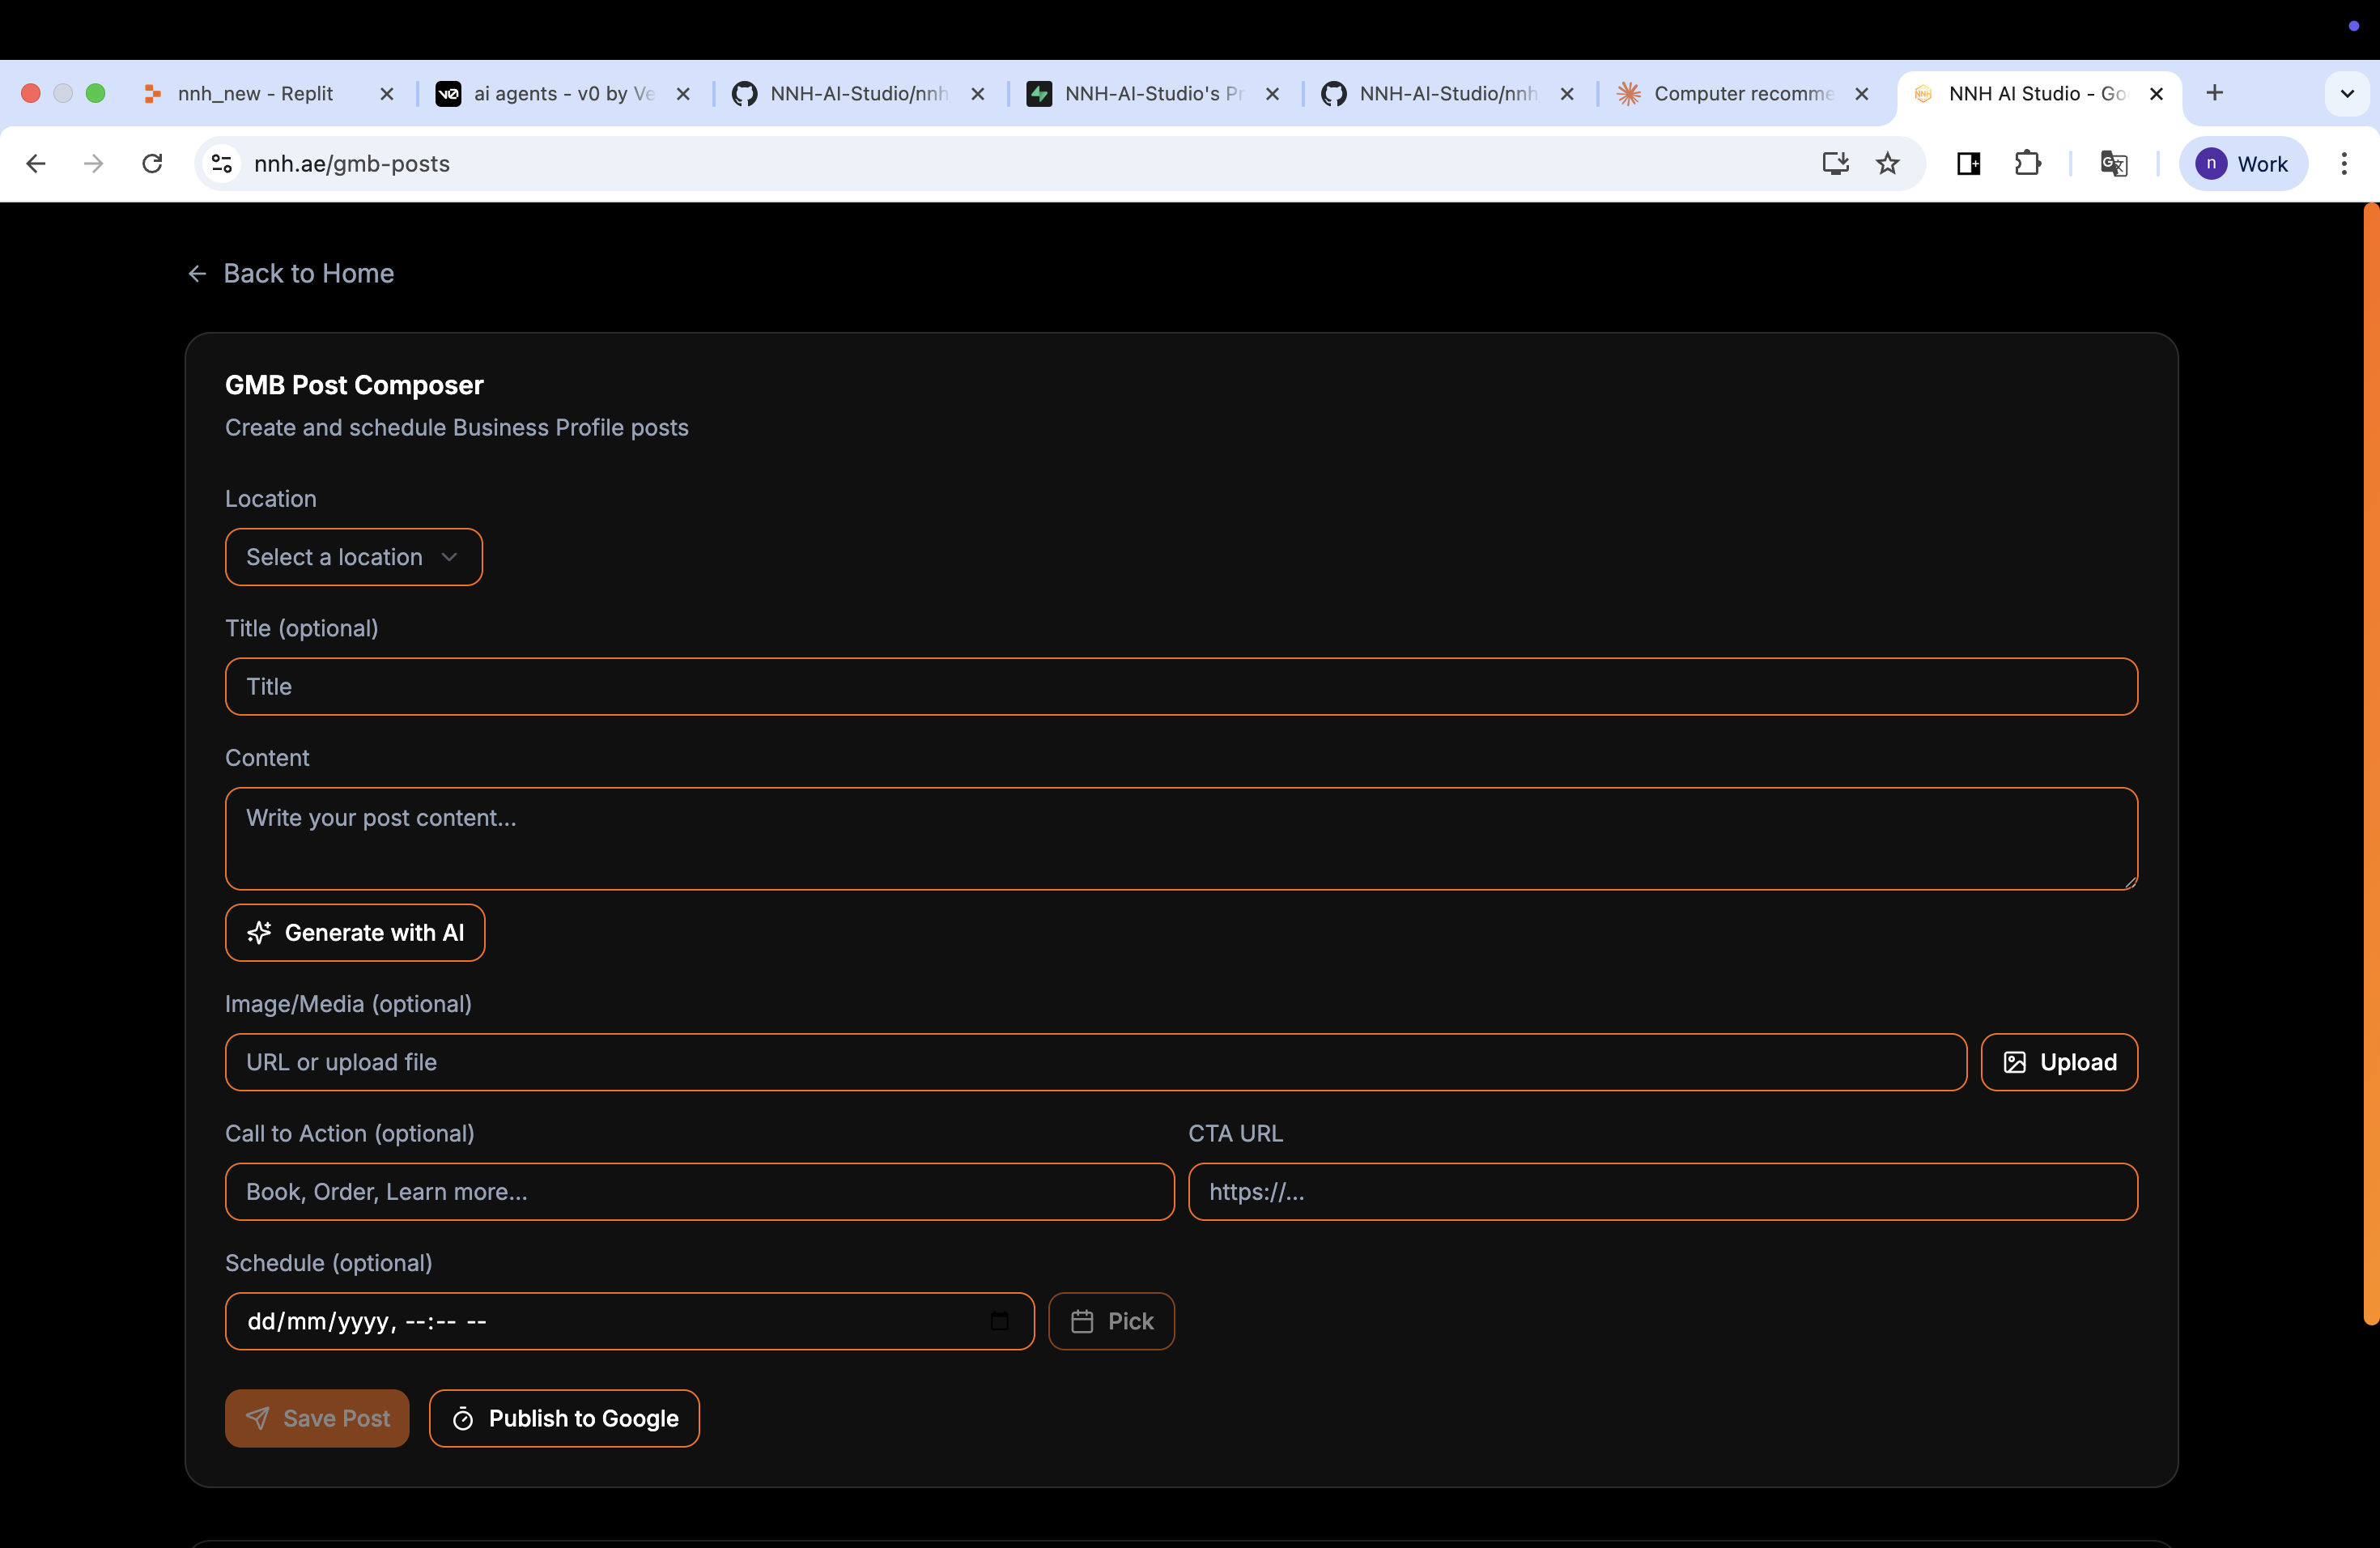 nnh_new - Replit
ai agents - v0 by Ve
NNH-AI-Studio/nnh
NNH-AI-Studio's Pr
NNH-AI-Studio/nnh
Computer recomme
NNH AI Studio - Go
nnh.ae/gmb-posts
n Work
Back to Home
GMB Post Composer
Create and schedule Business Profile posts
Location
Select a location
Title (optional)
Title
Content
Write your post content...
Generate with AI
Image/Media (optional)
URL or upload file
Upload
Call to Action (optional)
CTA URL
Book, Order, Learn more...
https://...
Schedule (optional)
dd/mm/yyyy, --:-- --
Pick
Save Post
Publish to Google